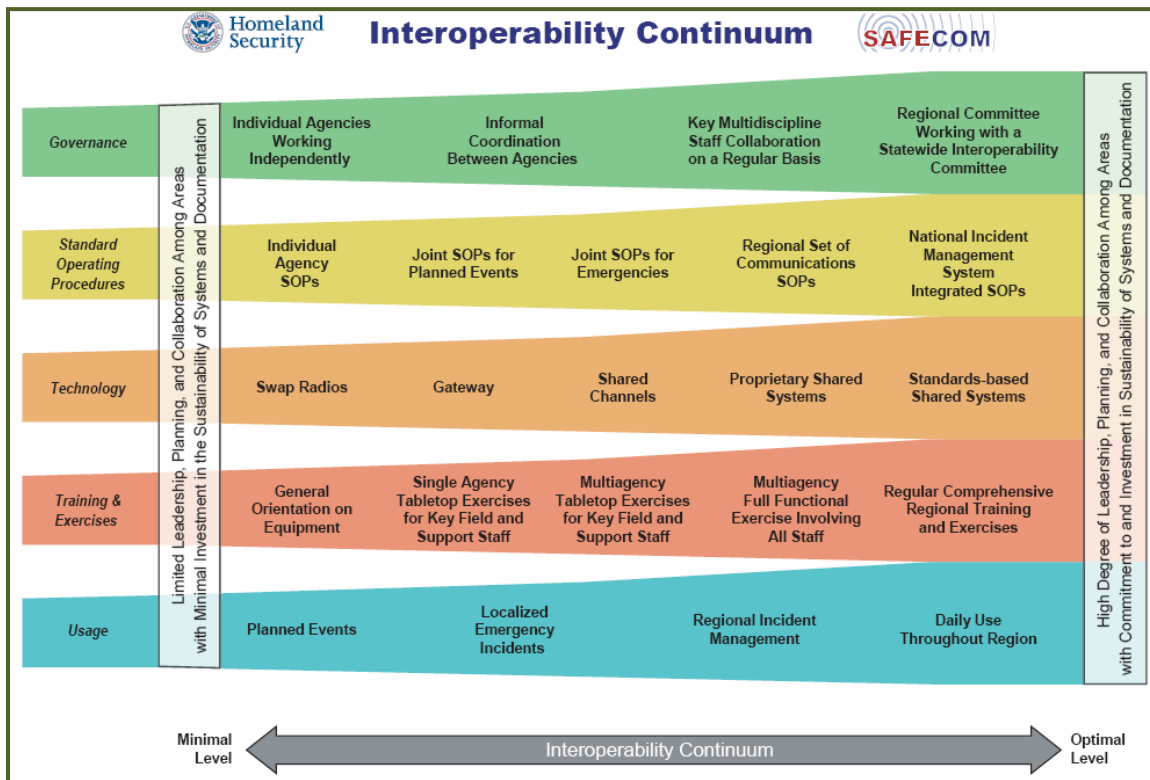 Homeland
Security
Interoperability Continuum
SAFECOM
Limited Leadership, Planning, and Collaboration Among Areas
with Minimal Investment in the Sustainability of Systems and Documentation
Governance
Individual Agencies
Working
Independently
Informal
Coordination
Between Agencies
Key Multidiscipline
Staff Collaboration
on a Regular Basis
Regional Committee
Working with a
Statewide Interoperability
Committee
Standard
Operating
Procedures
Individual
Agency
SOPs
Joint SOPs for
Planned Events
Joint SOPs for
Emergencies
Regional Set of
Communications
SOPs
National Incident
Management
System
Integrated SOPs
Technology
Swap Radios
Gateway
Shared
Channels
Proprietary Shared
Systems
Standards-based
Shared Systems
Training &
Exercises
General
Orientation on
Equipment
Single Agency
Tabletop Exercises
for Key Field and
Support Staff
Multiagency
Tabletop Exercises
for Key Field and
Support Staff
Multiagency
Full Functional
Exercise Involving
All Staff
Regular Comprehensive
Regional Training
and Exercises
Usage
Planned Events
Localized
Emergency
Incidents
Regional Incident
Management
Daily Use
Throughout Region
High Degree of Leadership, Planning, and Collaboration Among Areas
with Commitment to and Investment in Sustainability of Systems and Documentation
Minimal
Level
Interoperability Continuum
Optimal
Level